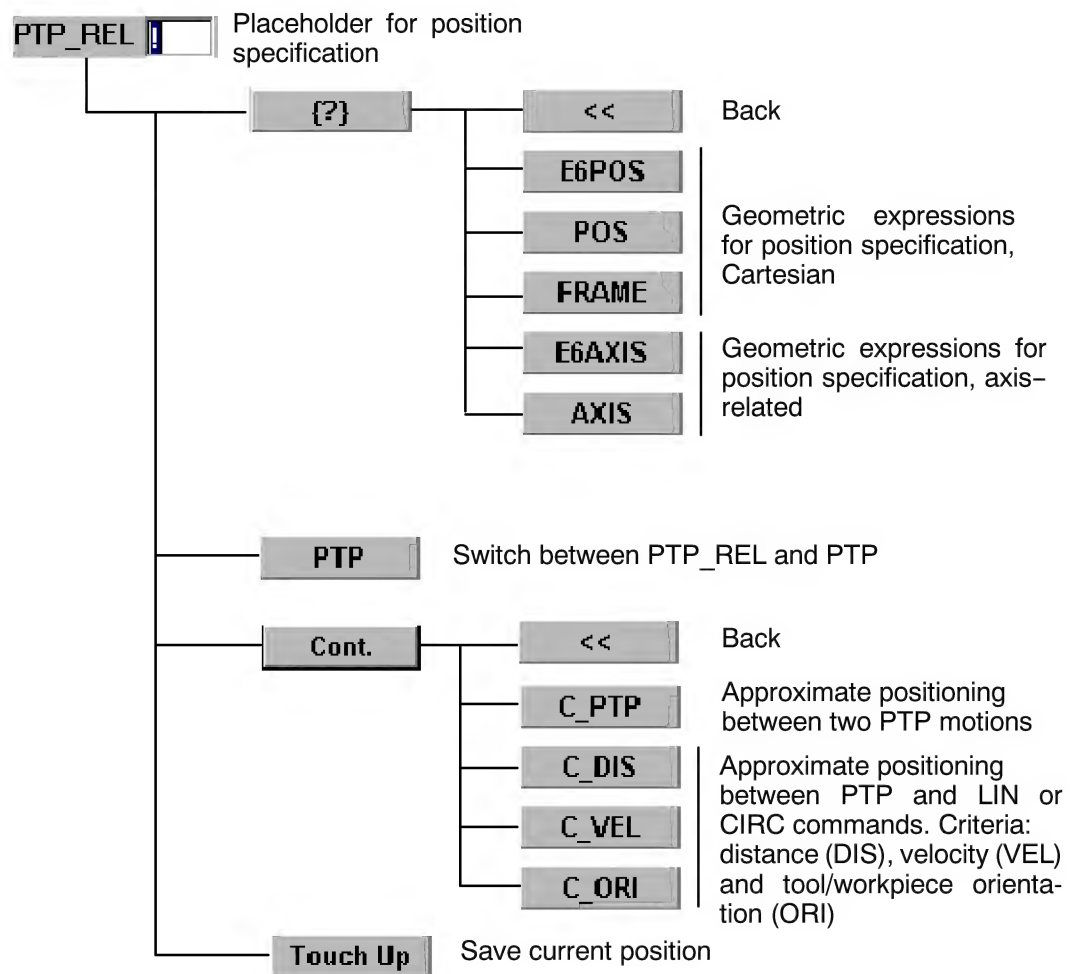 PTP_REL !
Placeholder for position
specification
{?}
<<
Back
E6POS
POS
FRAME
Geometric expressions
for position specification,
Cartesian
E6AXIS
AXIS
Geometric expressions for
position specification, axis–
related
PTP
Switch between PTP_REL and PTP
Cont.
<<
Back
C_PTP
Approximate positioning
between two PTP motions
C_DIS
C_VEL
C_ORI
Approximate positioning
between PTP and LIN or
CIRC commands. Criteria:
distance (DIS), velocity (VEL)
and tool/workpiece orienta-
tion (ORI)
Touch Up
Save current position